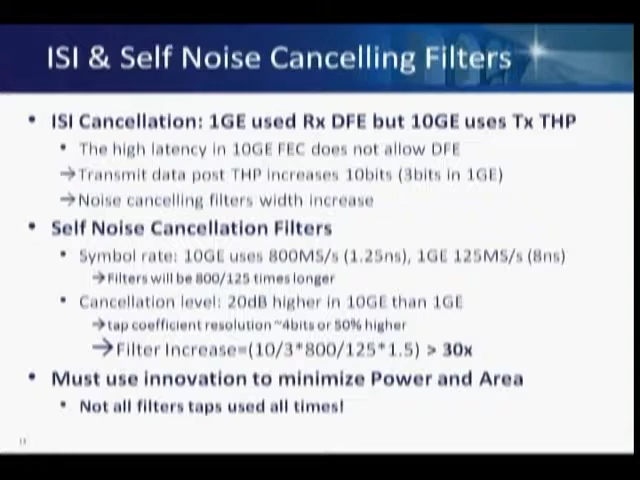 ISI & Self Noise Cancelling Filters
• ISI Cancellation: 1GE used Rx DFE but 10GE uses Tx THP
• The high latency in 10GE FEC does not allow DFE
→Transmit data post THP increases 10bits (3bits in 1GE)
→Noise cancelling filters width increase
• Self Noise Cancellation Filters
• Symbol rate: 10GE uses 800MS/s (1.25ns), 1GE 125MS/s (8ns)
→Filters will be 800/125 times longer
• Cancellation level: 20dB higher in 10GE than 1GE
→tap coefficient resolution ~4bits or 50% higher
→Filter Increase=(10/3*800/125*1.5) > 30x
• Must use innovation to minimize Power and Area
• Not all filters taps used all times!